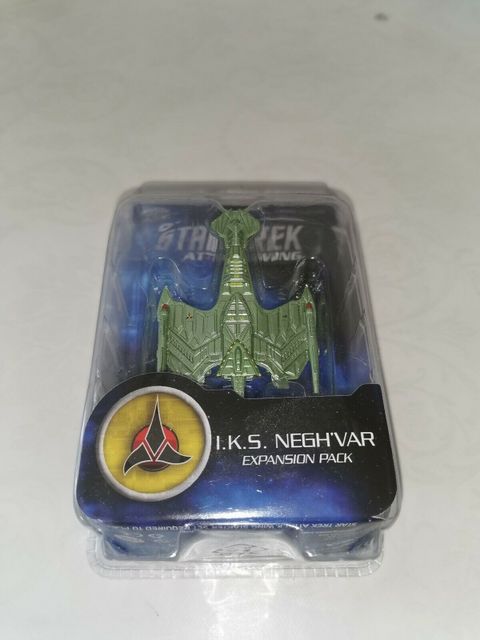 STAR TREK
ATTACK WING
I.K.S. NEGH'VAR
EXPANSION PACK